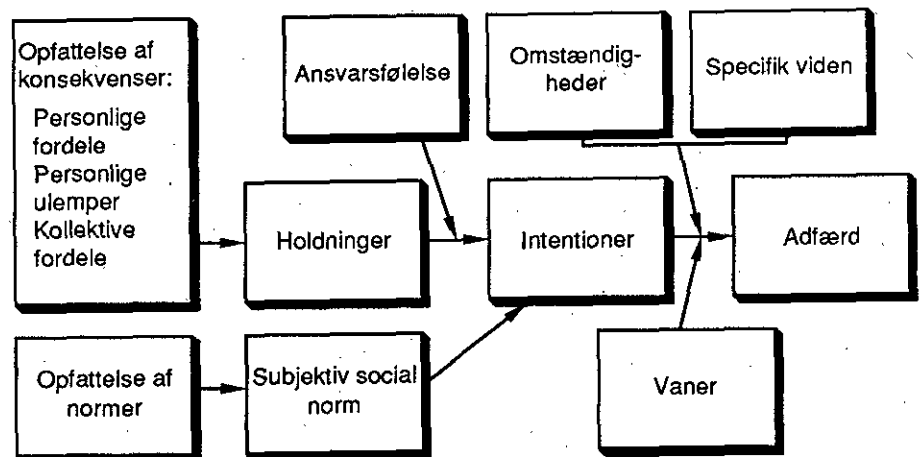 Opfattelse af
konsekvenser:
Personlige
fordele
Personlige
ulemper
Kollektive
fordele
Ansvarsfølelse
Omstændig-
heder
Specifik viden
Holdninger
Intentioner
Adfærd
Opfattelse af
normer
Subjektiv social
norm
Vaner